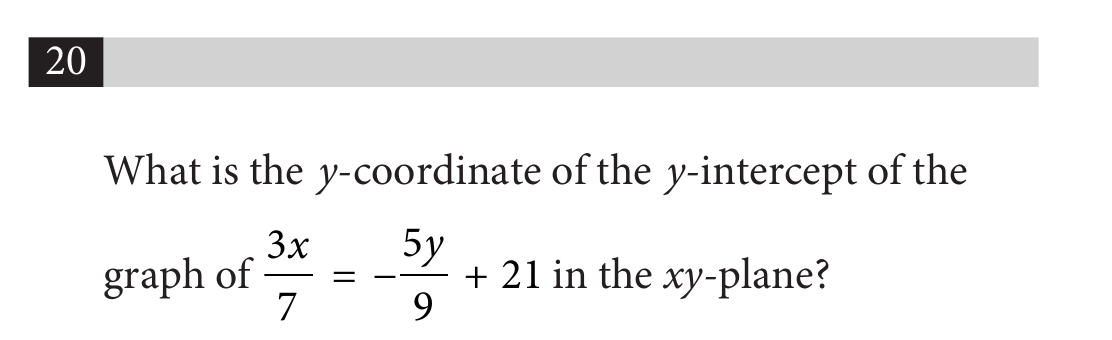 20
What is the y-coordinate of the y-intercept of the
graph of 3x/7 = −5y/9 + 21 in the xy-plane?